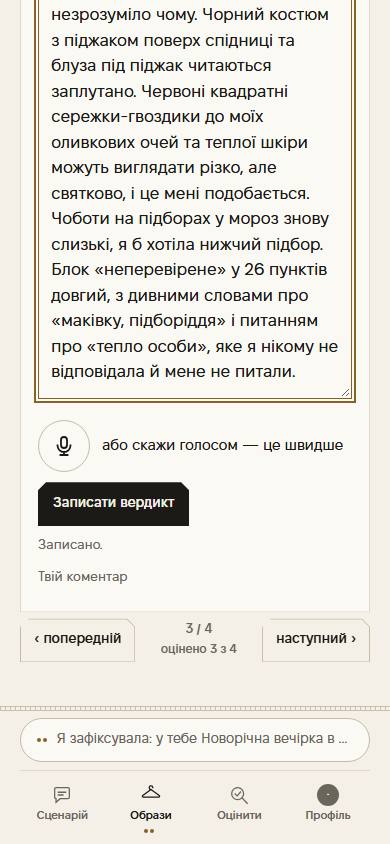 незрозуміло чому. Чорний костюм
з піджаком поверх спідниці та
блуза під піджак читаються
заплутано. Червоні квадратні
сережки-гвоздики до моїх
оливкових очей та теплої шкіри
можуть виглядати різко, але
святково, і це мені подобається.
Чоботи на підборах у мороз знову
слизькі, я б хотіла нижчий підбор.
Блок «неперевірене» у 26 пунктів
довгий, з дивними словами про
«маківку, підборіддя» і питанням
про «тепло особи», яке я нікому не
відповідала й мене не питали.
або скажи голосом — це швидше
Записати вердикт
Записано.
Твій коментар
‹ попередній
3 / 4
оцінено 3 з 4
наступний ›
Я зафіксувала: у тебе Новорічна вечірка в ...
Сценарій
Образи
Оцінити
Профіль